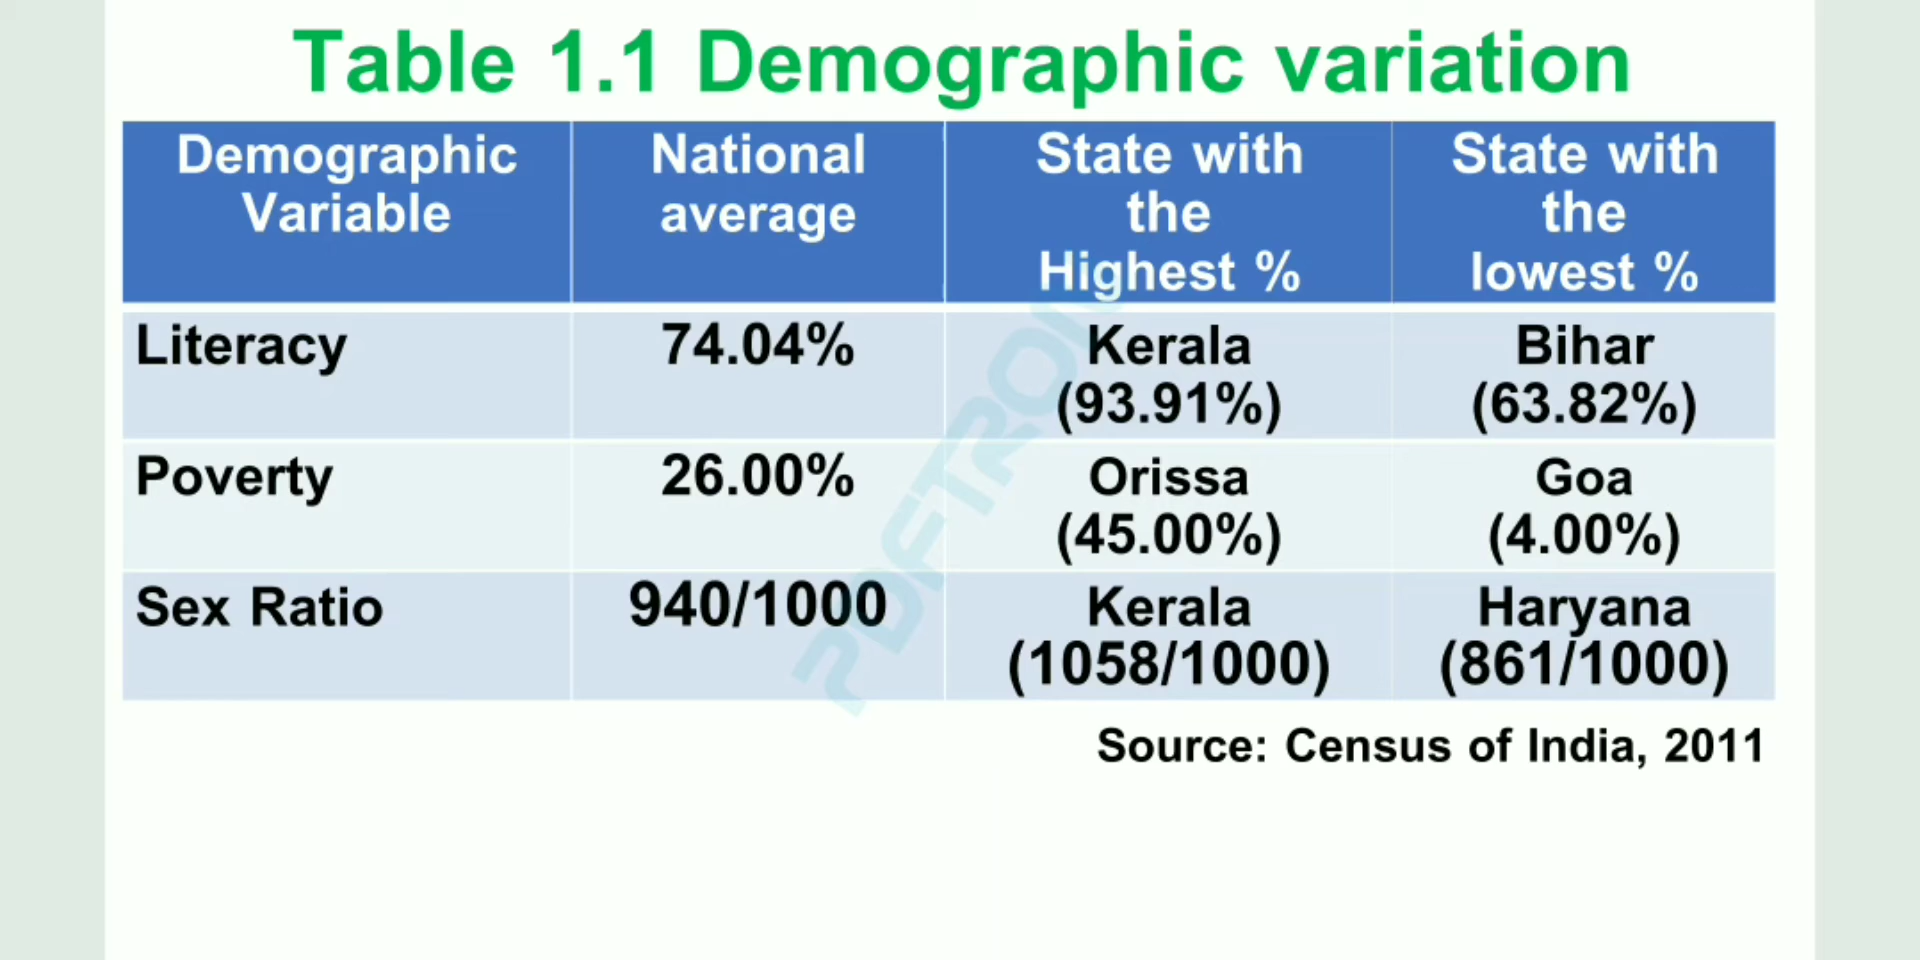 Table 1.1 Demographic variation
Demographic
Variable
National
average
State with
the
Highest %
State with
the
lowest %
Literacy
74.04%
Kerala
(93.91%)
Bihar
(63.82%)
Poverty
26.00%
Orissa
(45.00%)
Goa
(4.00%)
Sex Ratio
940/1000
Kerala
(1058/1000)
Haryana
(861/1000)
Source: Census of India, 2011
PDFTRON